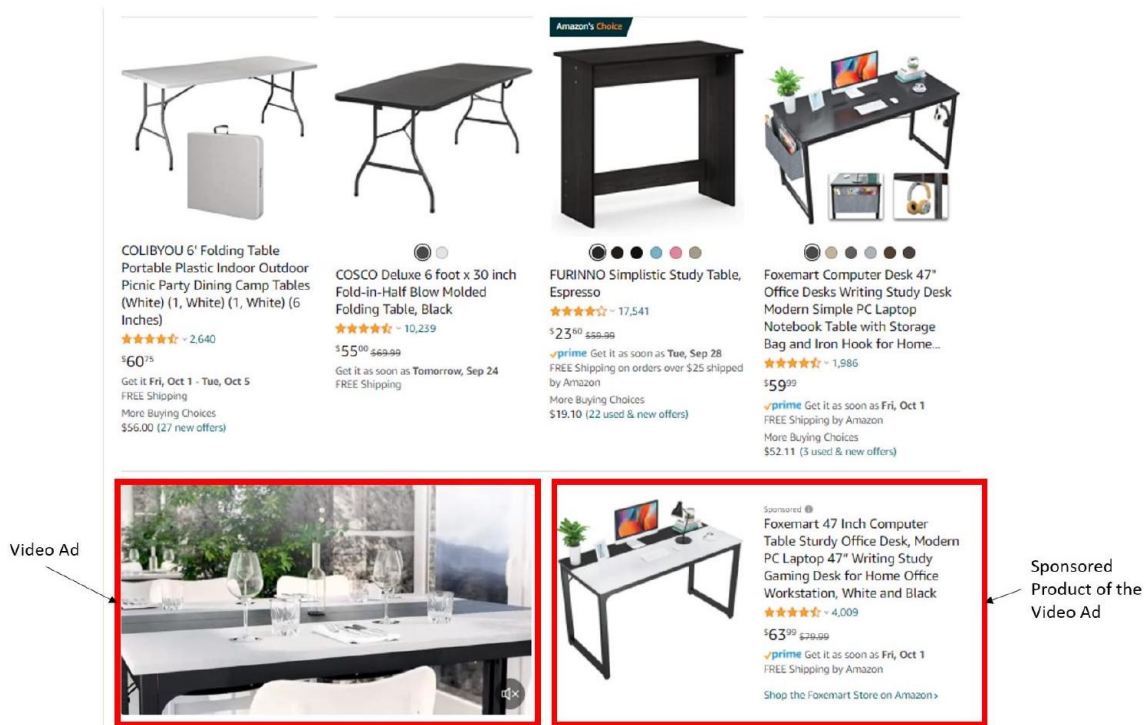 Amazon's Choice
COLIBYOU 6' Folding Table
Portable Plastic Indoor Outdoor
Picnic Party Dining Camp Tables
(White) (1, White) (1, White) (6
Inches)
2,640
$60 75
Get it Fri, Oct 1 - Tue, Oct 5
FREE Shipping
More Buying Choices
$56.00 (27 new offers)
COSCO Deluxe 6 foot x 30 inch
Fold-in-Half Blow Molded
Folding Table, Black
10,239
$55 00 $69.99
Get it as soon as Tomorrow, Sep 24
FREE Shipping
FURINNO Simplistic Study Table,
Espresso
17,541
$23 60 $59.99
prime Get it as soon as Tue, Sep 28
FREE Shipping on orders over $25 shipped
by Amazon
More Buying Choices
$19.10 (22 used & new offers)
Foxemart Computer Desk 47"
Office Desks Writing Study Desk
Modern Simple PC Laptop
Notebook Table with Storage
Bag and Iron Hook for Home...
1,986
$59 99
prime Get it as soon as Fri, Oct 1
FREE Shipping by Amazon
More Buying Choices
$52.11 (3 used & new offers)
Video Ad
Sponsored
Foxemart 47 Inch Computer
Table Sturdy Office Desk, Modern
PC Laptop 47" Writing Study
Gaming Desk for Home Office
Workstation, White and Black
4,009
$63 99 $79.99
prime Get it as soon as Fri, Oct 1
FREE Shipping by Amazon
Shop the Foxemart Store on Amazon›
Sponsored
Product of the
Video Ad